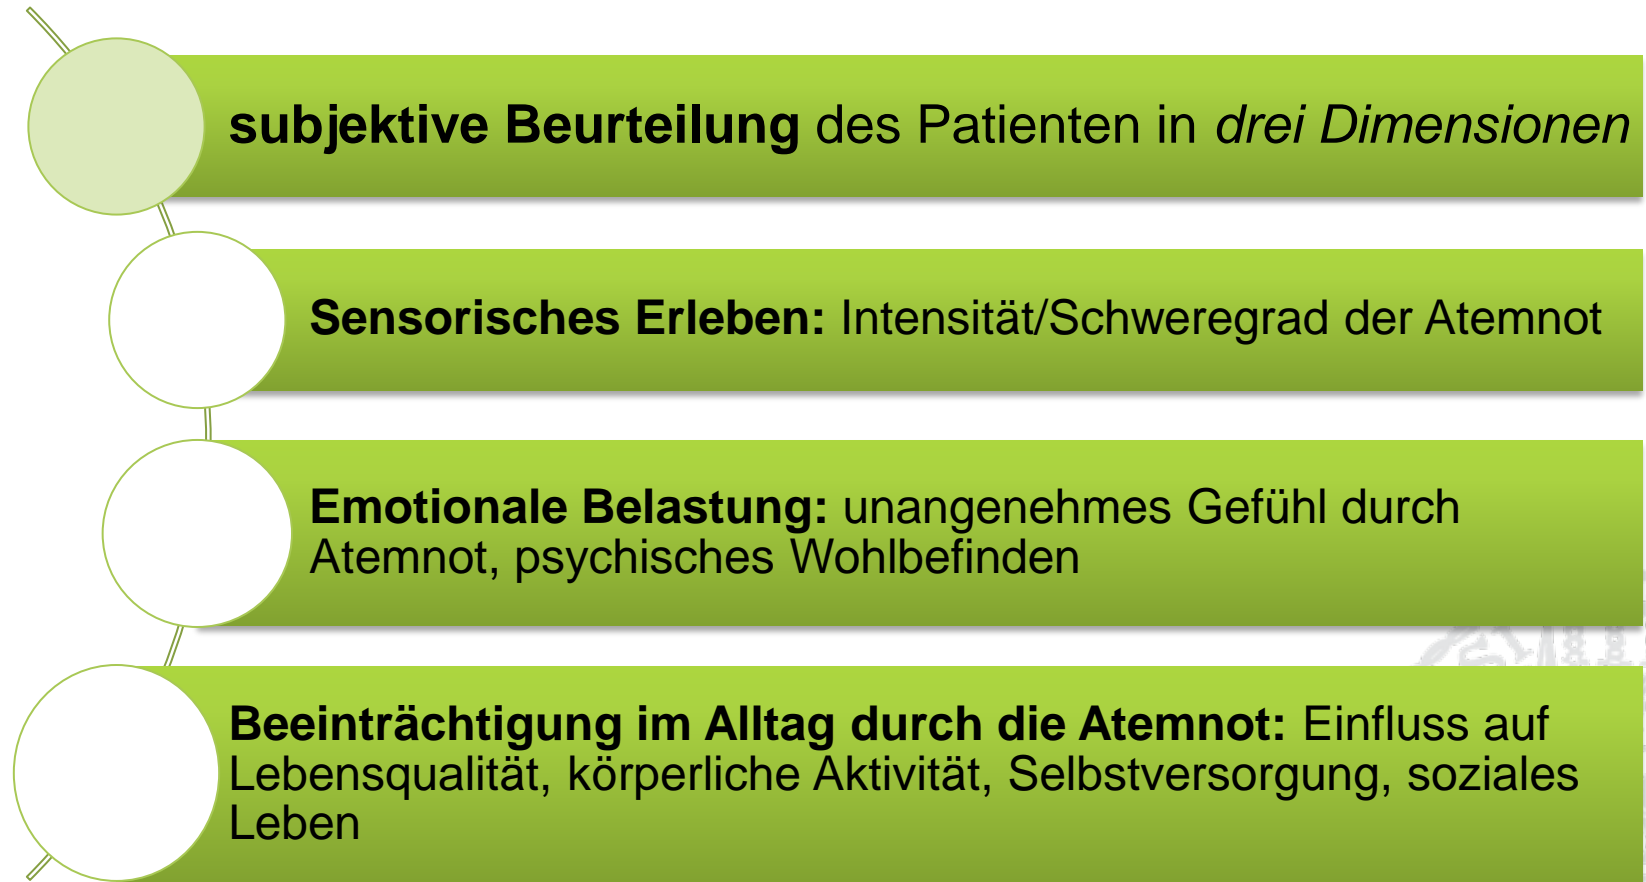 subjektive Beurteilung des Patienten in drei Dimensionen
Sensorisches Erleben: Intensität/Schweregrad der Atemnot
Emotionale Belastung: unangenehmes Gefühl durch
Atemnot, psychisches Wohlbefinden
Beeinträchtigung im Alltag durch die Atemnot: Einfluss auf
Lebensqualität, körperliche Aktivität, Selbstversorgung, soziales
Leben